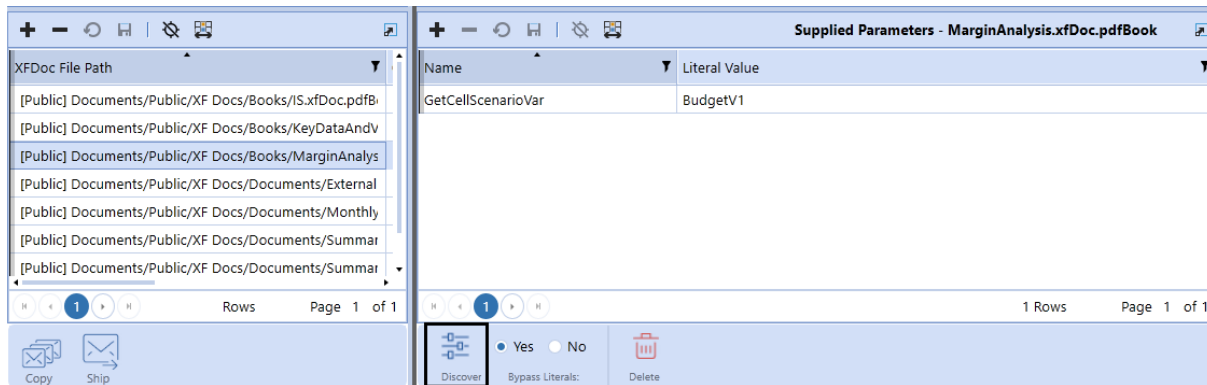 Supplied Parameters - MarginAnalysis.xfDoc.pdfBook
XFDoc File Path
[Public] Documents/Public/XF Docs/Books/IS.xfDoc.pdfB
[Public] Documents/Public/XF Docs/Books/KeyDataAndV
[Public] Documents/Public/XF Docs/Books/MarginAnalys
[Public] Documents/Public/XF Docs/Documents/External
[Public] Documents/Public/XF Docs/Documents/Monthly
[Public] Documents/Public/XF Docs/Documents/Summar
[Public] Documents/Public/XF Docs/Documents/Summar
1 Rows Page 1 of 1
Copy Ship
Name Literal Value
GetCellScenarioVar BudgetV1
1 1 Rows Page 1 of 1
Yes No
Discover Bypass Literals: Delete